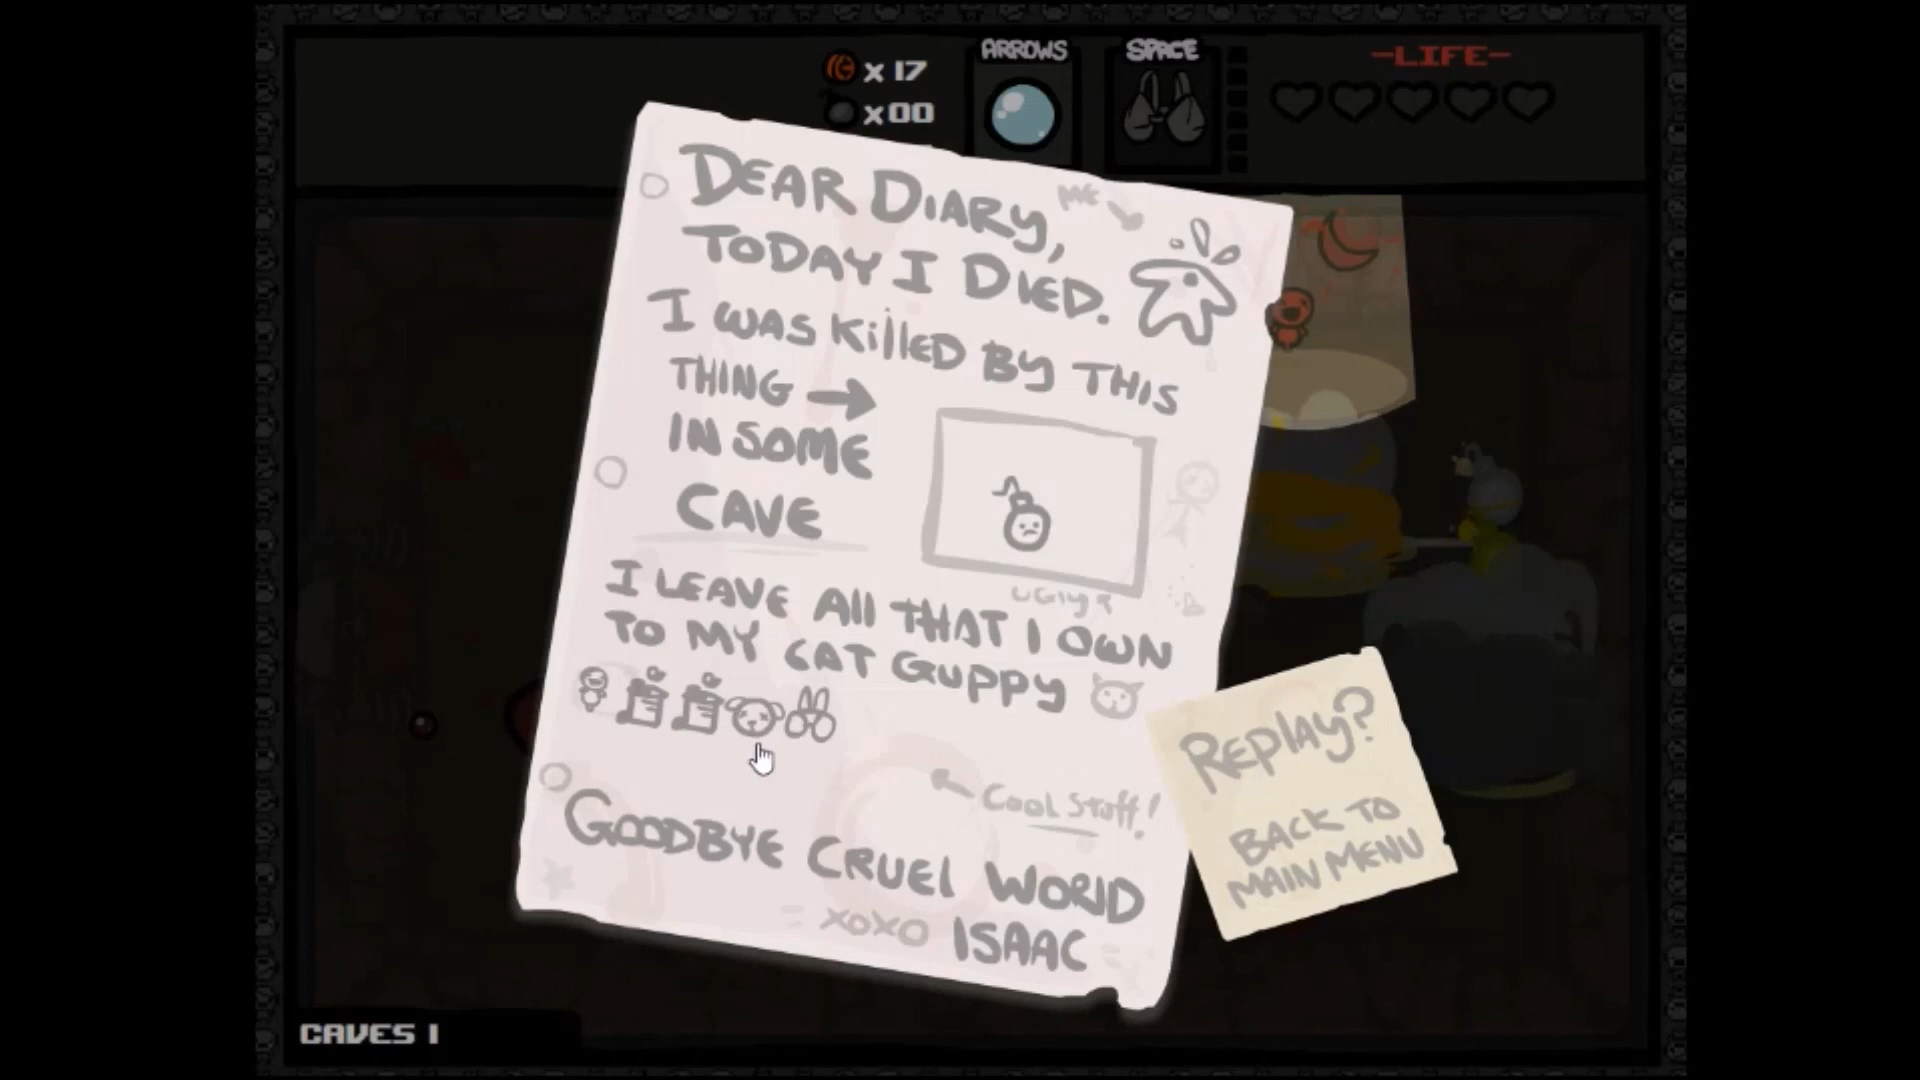 ARROWS
SPACE
-LIFE-
x 17
x00
DEAR DIARY,
ME
TODAY I DIED.
I WAS KillED BY THIS
THING →
IN SOME
CAVE
UGLY
I LEAVE All THAT I OWN
TO MY CAT GUPPY
Cool Stuff!
GOODBYE CRUEl WORlD
XOXO ISAAC
REPlAY?
BACK TO
MAIN MENU
CAVES I